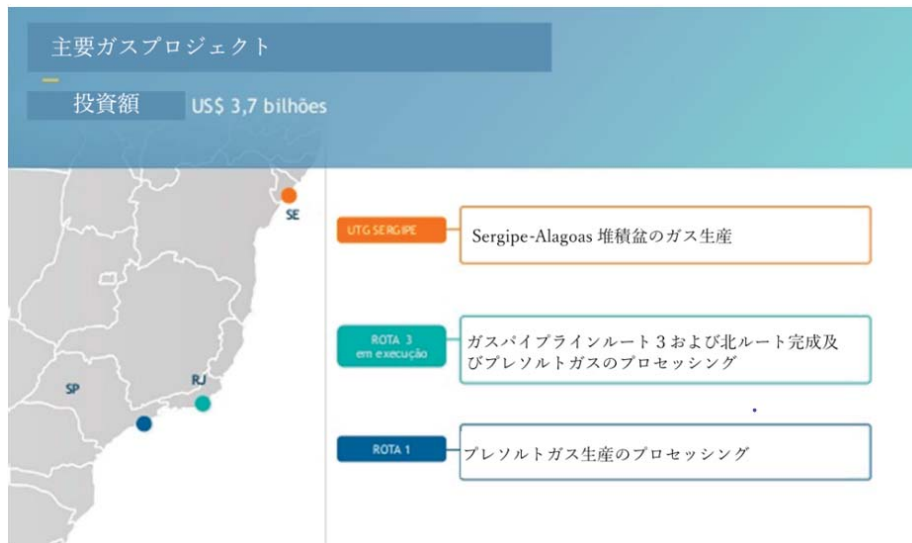 主要ガスプロジェクト
投資額 US$ 3,7 bilhões
SE
UTG SERGIPE
Sergipe-Alagoas 堆積盆のガス生産
ROTA 3
em execução
ガスパイプラインルート 3 および北ルート完成及
びプレソルトガスのプロセッシング
SP
RJ
ROTA 1
プレソルトガス生産のプロセッシング